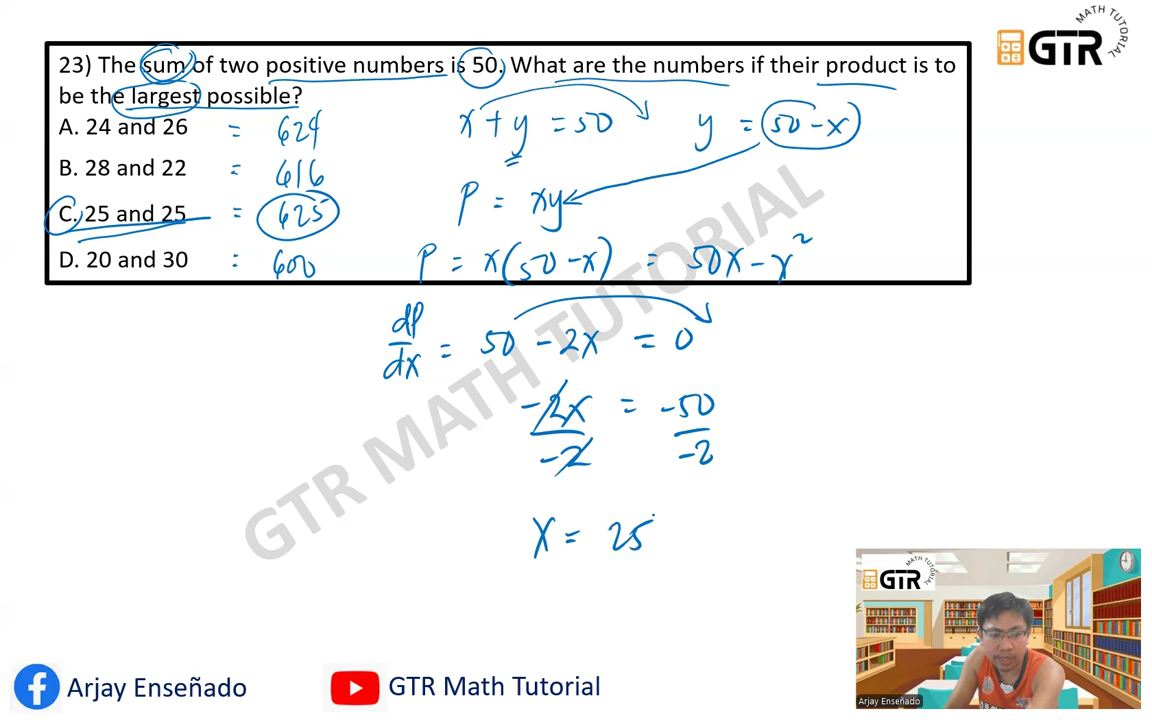 MATH TUTORIAL
GTR
23) The sum of two positive numbers is 50. What are the numbers if their product is to
be the largest possible?
A. 24 and 26 = 624
B. 28 and 22 = 616
C. 25 and 25 = 625
D. 20 and 30 = 600
x + y = 50 y = 50 - x
P = xy
P = x(50 - x) = 50x - x²
dP/dx = 50 - 2x = 0
-2x/-2 = -50/-2
x = 25
GTR MATH TUTORIAL
GTR MATH TUTORIAL
Arjay Enseñado
Arjay Enseñado
GTR Math Tutorial